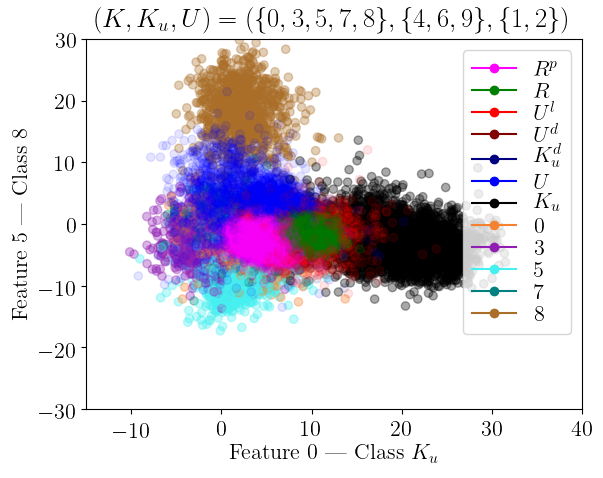 (K, K_u, U) = ({0, 3, 5, 7, 8}, {4, 6, 9}, {1, 2})
30
20
10
0
−10
−20
−30
Feature 5 — Class 8
R^p
R
U^l
U^d
K_u^d
U
K_u
0
3
5
7
8
−10
0
10
20
30
40
Feature 0 — Class K_u